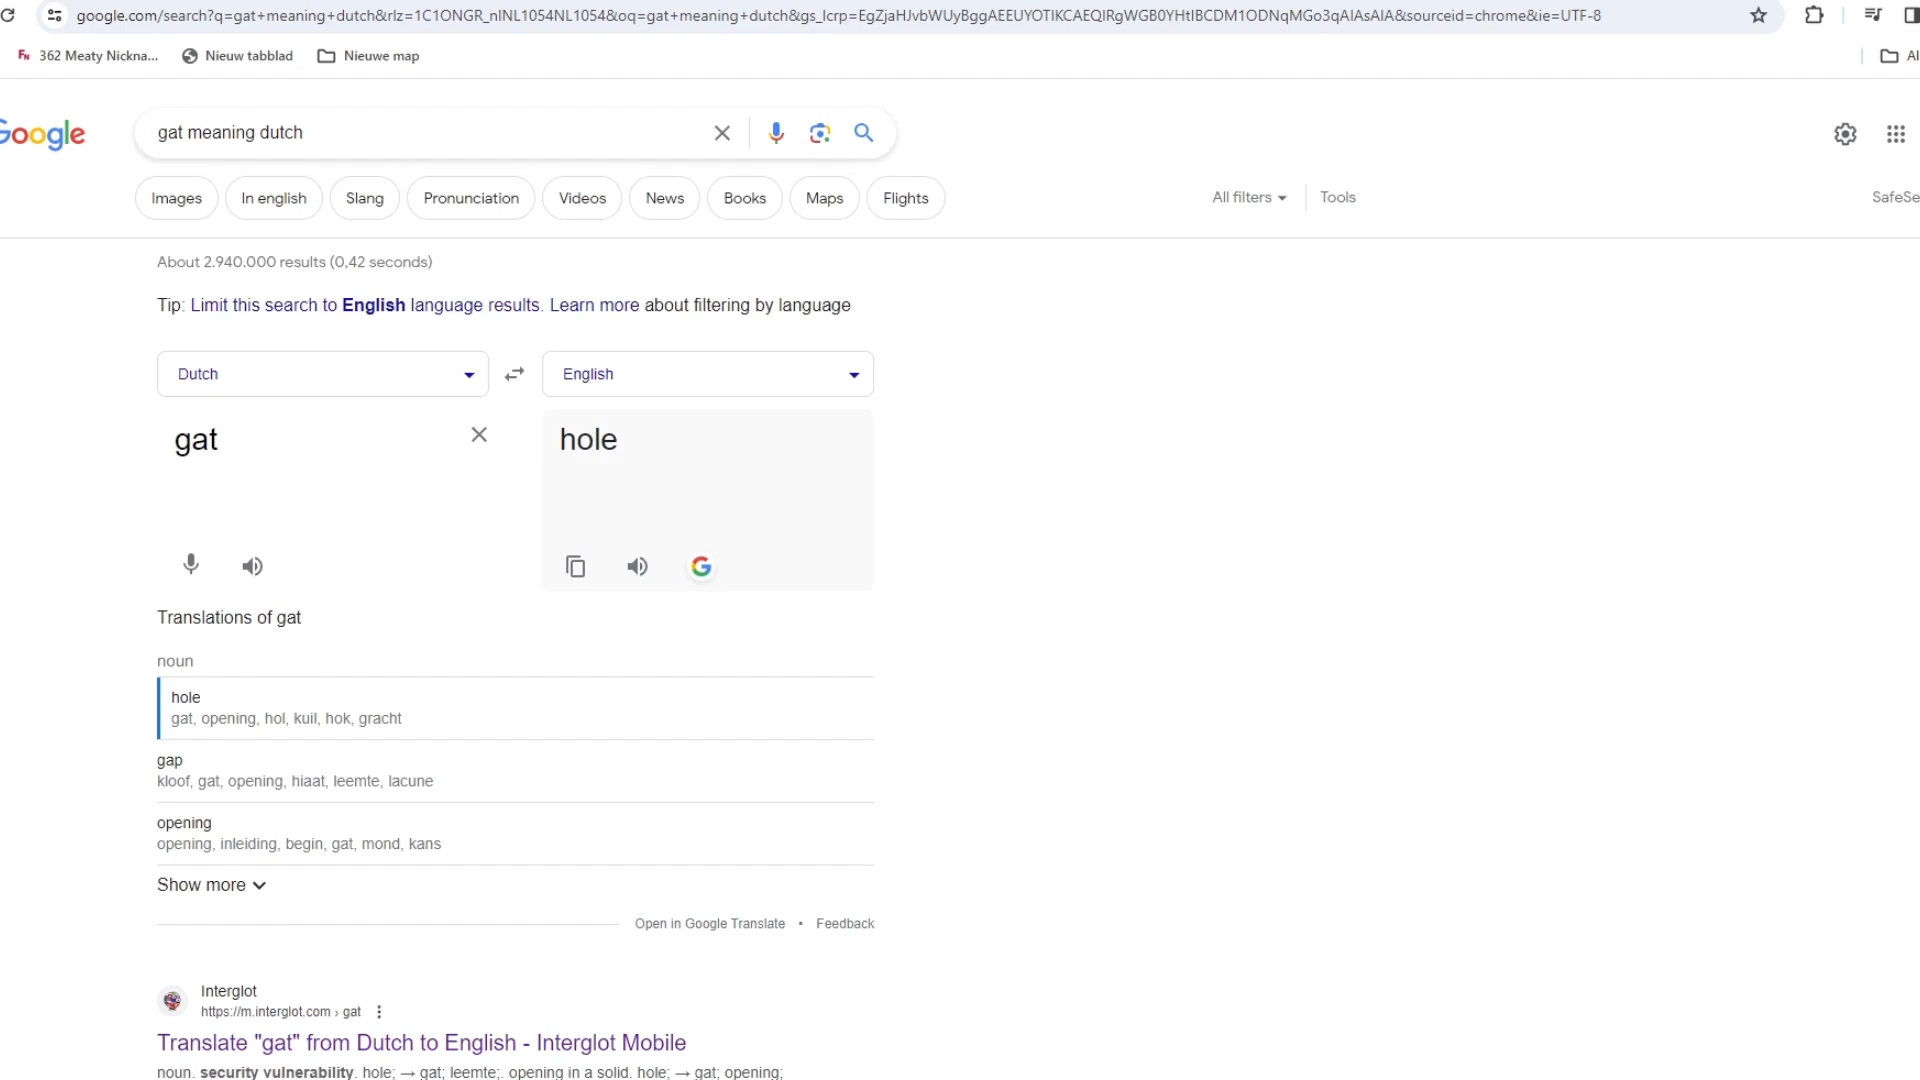 google.com/search?q=gat+meaning+dutch&rlz=1C1ONGR_nlNL1054NL1054&oq=gat+meaning+dutch&gs_lcrp=EgZjaHJvbWUyBggAEEUYOTIKCAEQIRgWGB0YHtIBCDM1ODNqMGo3qAIAsAIA&sourceid=chrome&ie=UTF-8
362 Meaty Nickna... Nieuw tabblad Nieuwe map Al
Google gat meaning dutch
Images In english Slang Pronunciation Videos News Books Maps Flights All filters Tools SafeSe
About 2.940.000 results (0,42 seconds)
Tip: Limit this search to English language results. Learn more about filtering by language
Dutch English
gat hole
Translations of gat
noun
hole
gat, opening, hol, kuil, hok, gracht
gap
kloof, gat, opening, hiaat, leemte, lacune
opening
opening, inleiding, begin, gat, mond, kans
Show more
Open in Google Translate • Feedback
Interglot
https://m.interglot.com › gat
Translate "gat" from Dutch to English - Interglot Mobile
noun. security vulnerability. hole; → gat; leemte;. opening in a solid. hole; → gat; opening;